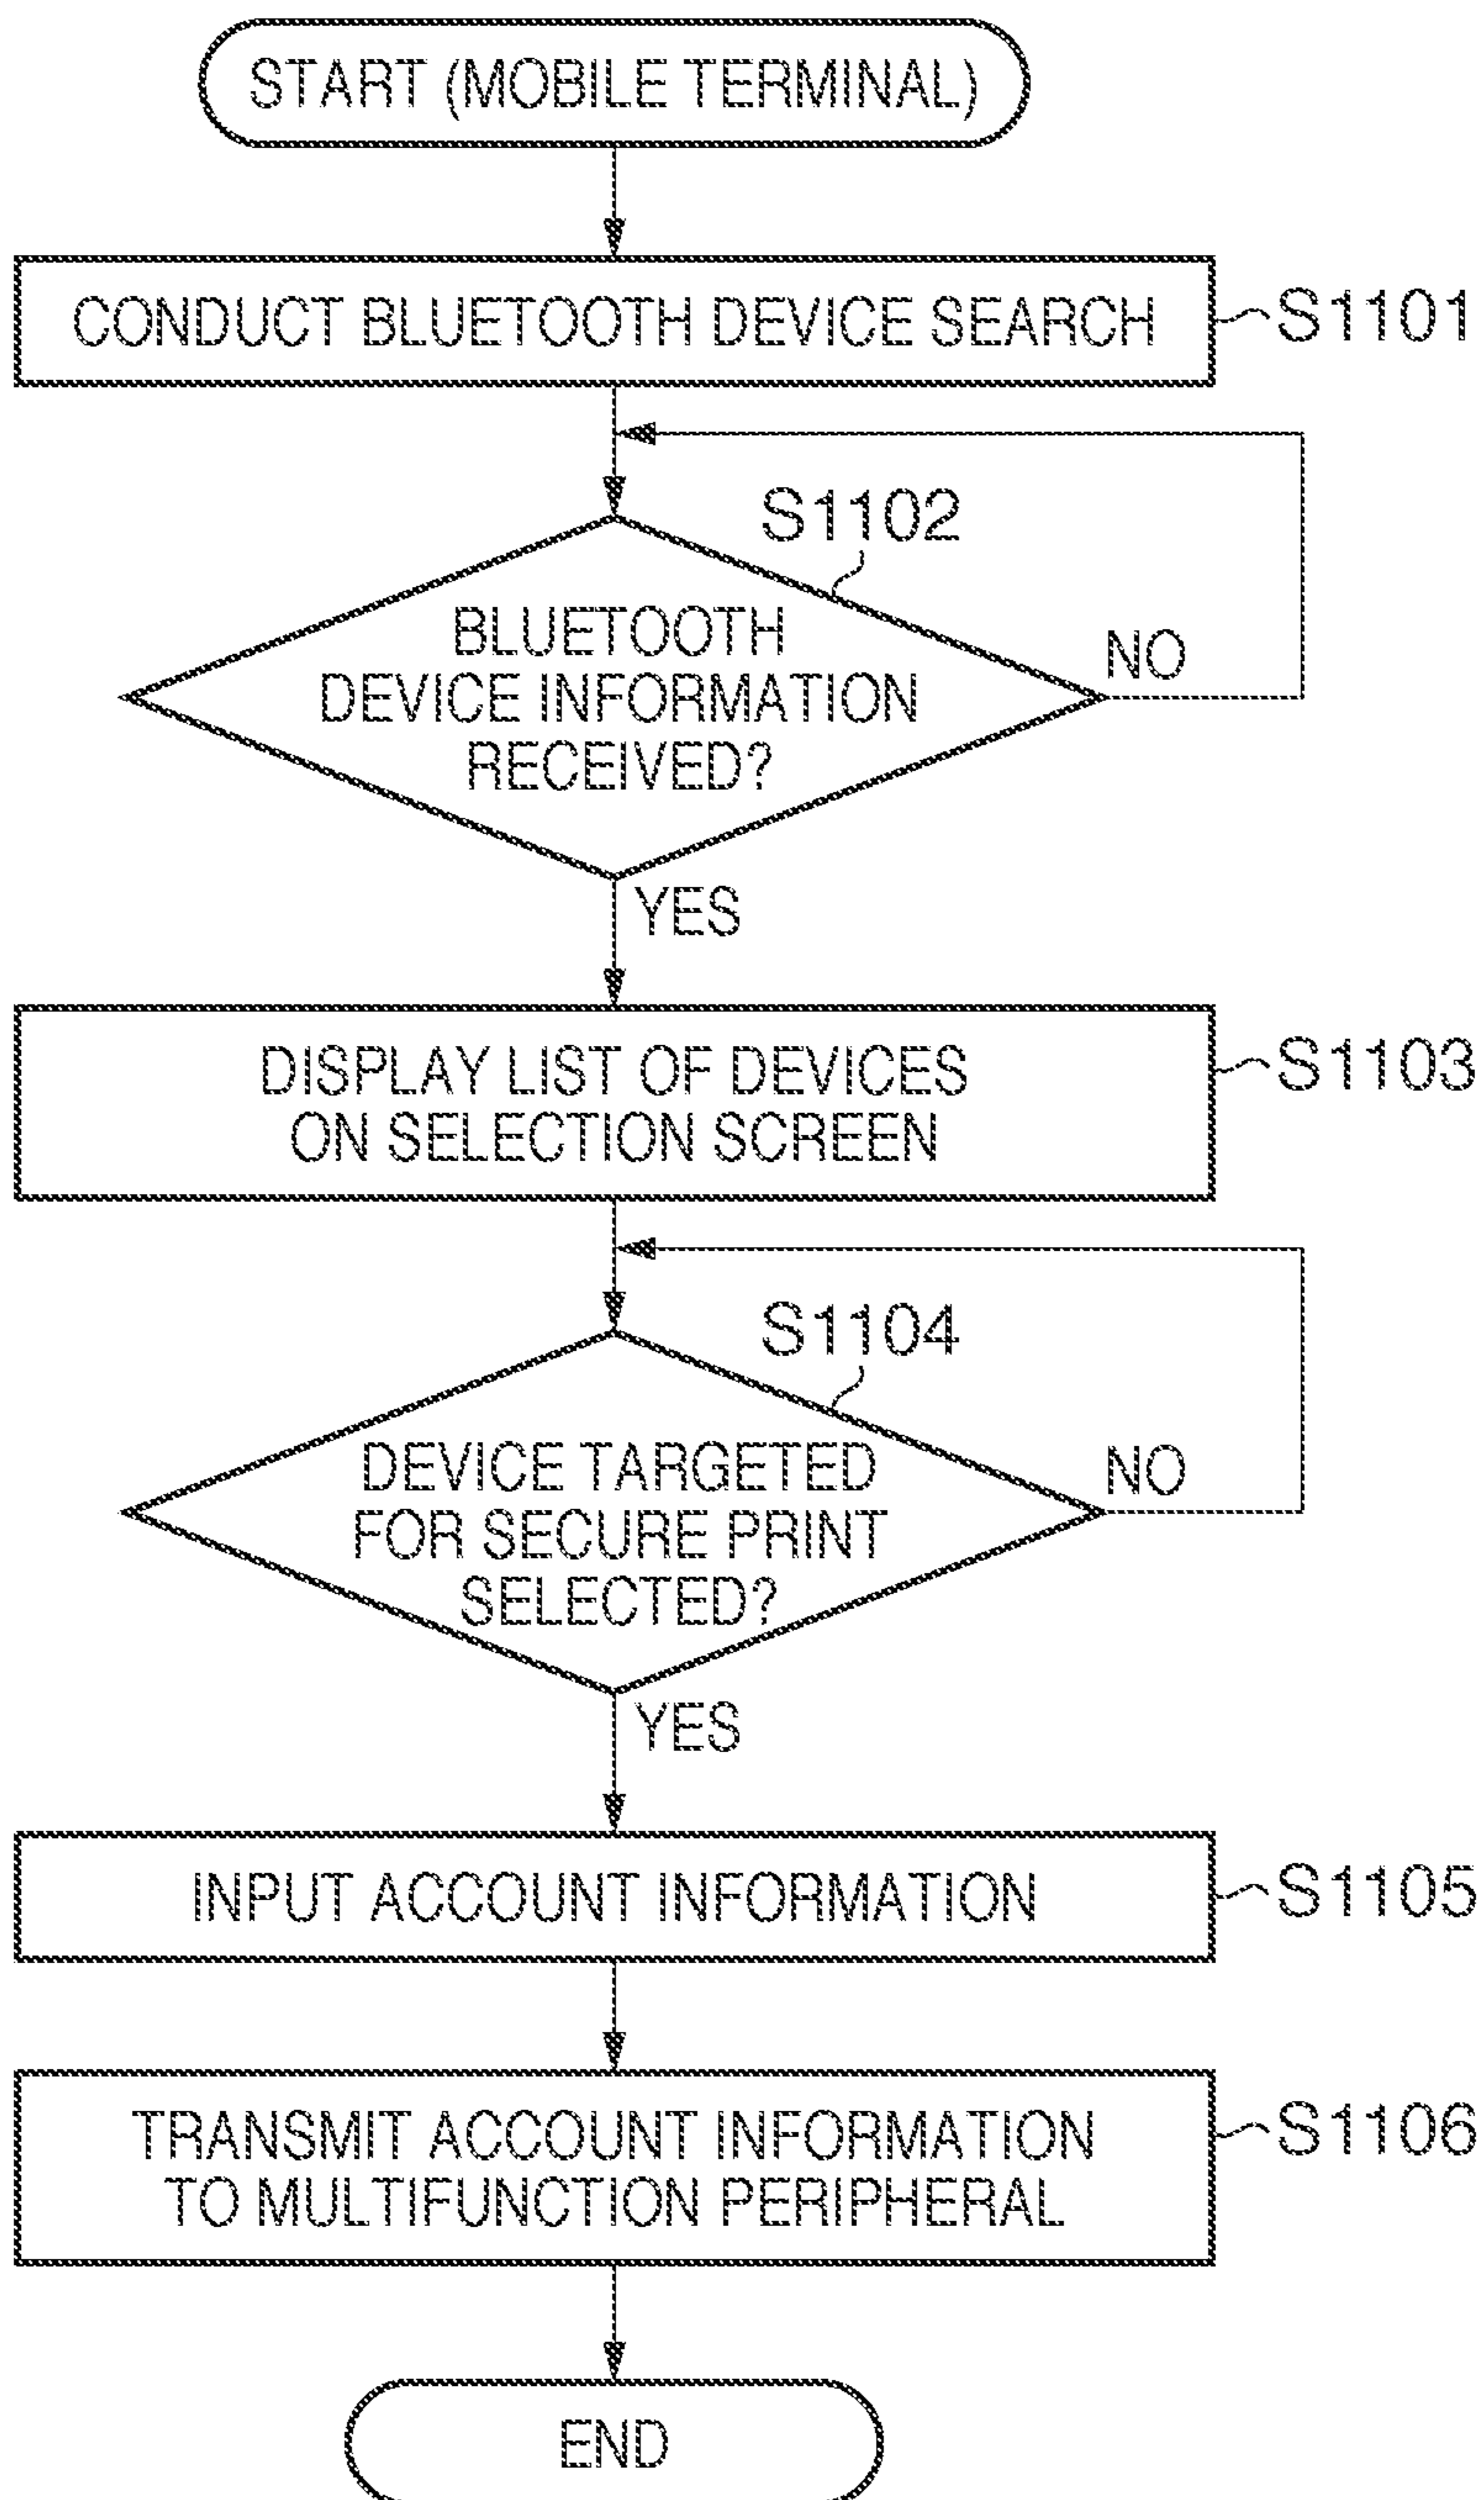 START (MOBILE TERMINAL)
CONDUCT BLUETOOTH DEVICE SEARCH
S1101
S1102
BLUETOOTH
DEVICE INFORMATION
RECEIVED?
NO
YES
DISPLAY LIST OF DEVICES
ON SELECTION SCREEN
S1103
S1104
DEVICE TARGETED
FOR SECURE PRINT
SELECTED?
NO
YES
INPUT ACCOUNT INFORMATION
S1105
TRANSMIT ACCOUNT INFORMATION
TO MULTIFUNCTION PERIPHERAL
S1106
END